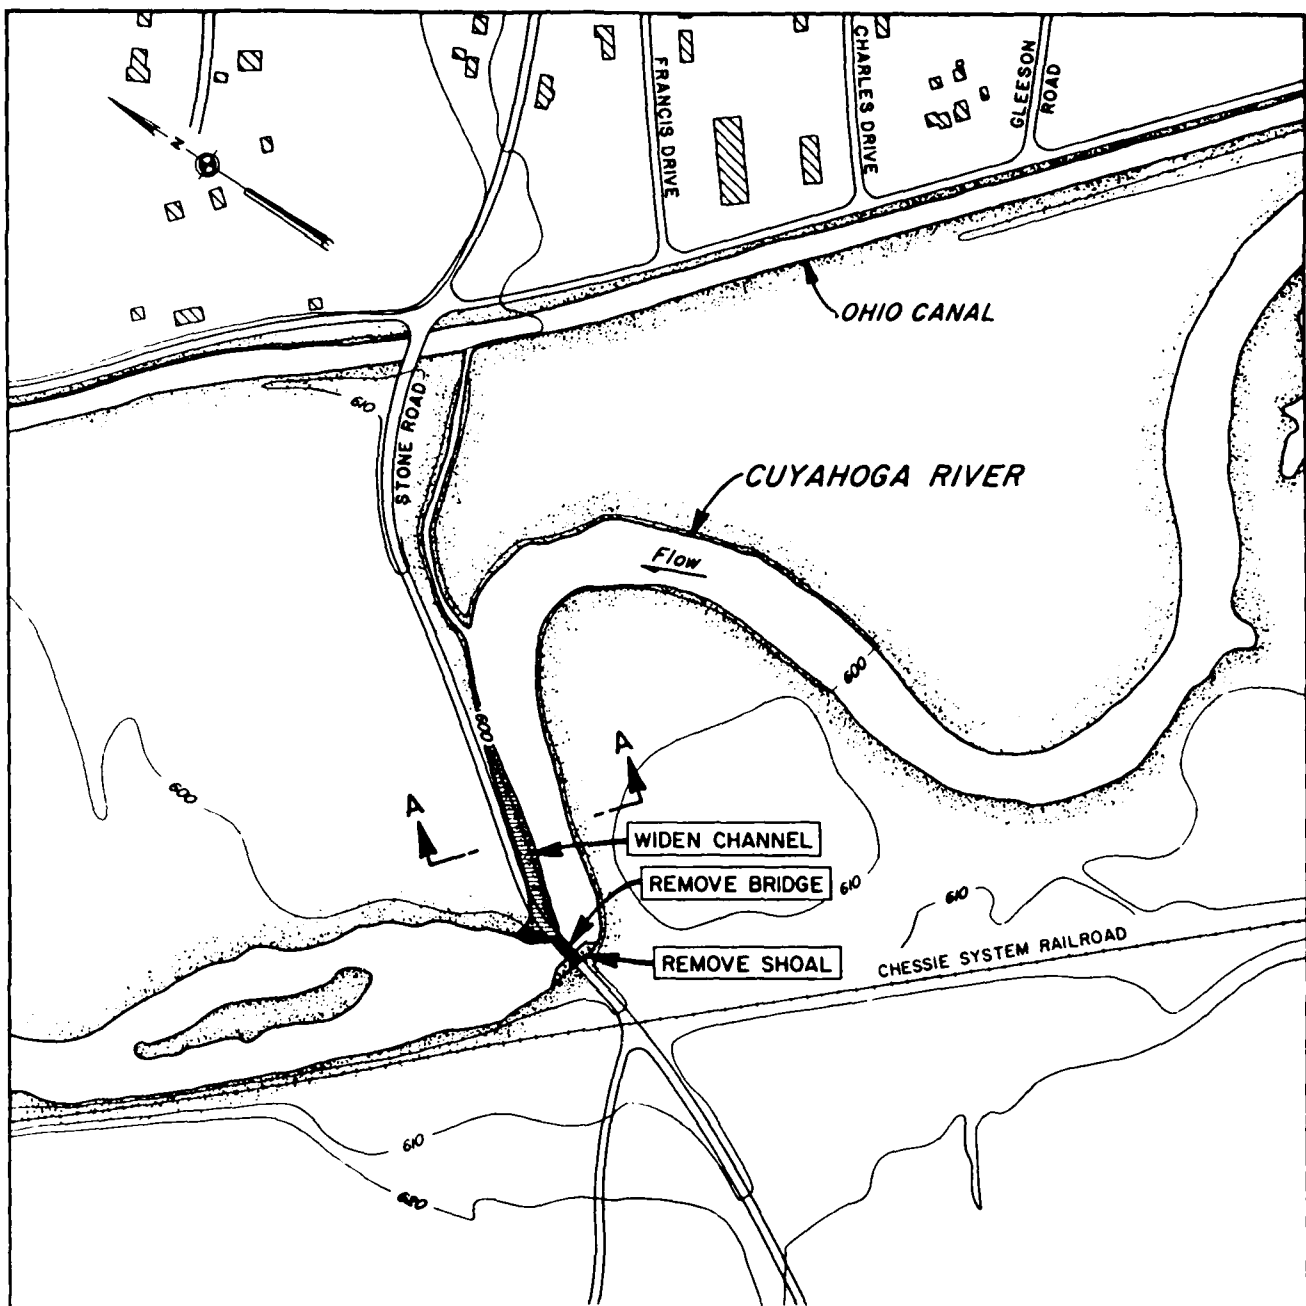 FRANCIS DRIVE
CHARLES DRIVE
GLEESON
ROAD
N
OHIO CANAL
610
STONE ROAD
CUYAHOGA RIVER
Flow
600
600
A
A
600
WIDEN CHANNEL
REMOVE BRIDGE
610
610
REMOVE SHOAL
CHESSIE SYSTEM RAILROAD
610
620